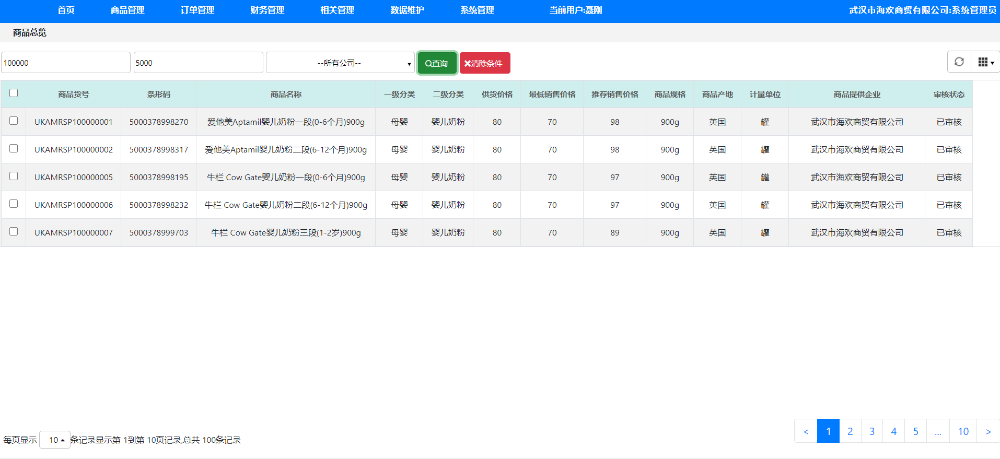 首页 商品管理 订单管理 财务管理 相关管理 数据维护 系统管理 当前用户:聂刚 武汉市海欢商贸有限公司:系统管理员
商品总览
100000 5000 --所有公司-- 查询 清除条件
商品货号 条形码 商品名称 一级分类 二级分类 供货价格 最低销售价格 推荐销售价格 商品规格 商品产地 计量单位 商品提供企业 审核状态
UKAMRSP100000001 5000378998270 爱他美Aptamil婴儿奶粉一段(0-6个月)900g 母婴 婴儿奶粉 80 70 98 900g 英国 罐 武汉市海欢商贸有限公司 已审核
UKAMRSP100000002 5000378998317 爱他美Aptamil婴儿奶粉二段(6-12个月)900g 母婴 婴儿奶粉 80 70 98 900g 英国 罐 武汉市海欢商贸有限公司 已审核
UKAMRSP100000005 5000378998195 牛栏 Cow Gate婴儿奶粉一段(0-6个月)900g 母婴 婴儿奶粉 80 70 97 900g 英国 罐 武汉市海欢商贸有限公司 已审核
UKAMRSP100000006 5000378998232 牛栏 Cow Gate婴儿奶粉二段(6-12个月)900g 母婴 婴儿奶粉 80 70 97 900g 英国 罐 武汉市海欢商贸有限公司 已审核
UKAMRSP100000007 5000378999703 牛栏 Cow Gate婴儿奶粉三段(1-2岁)900g 母婴 婴儿奶粉 80 70 89 900g 英国 罐 武汉市海欢商贸有限公司 已审核
< 1 2 3 4 5 ... 10 >
每页显示 10 条记录显示第 1到第 10页记录,总共 100条记录